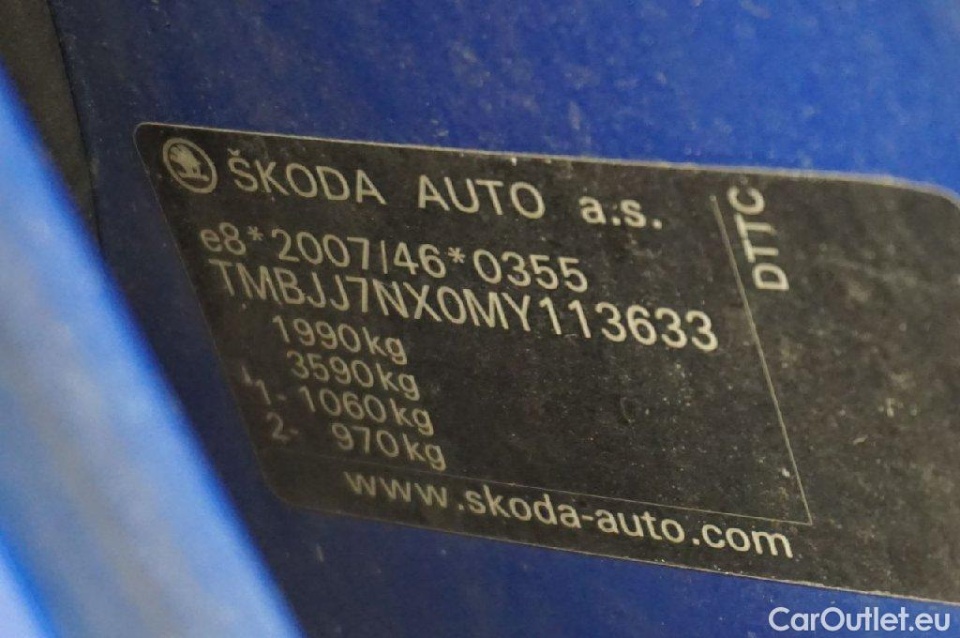 ŠKODA AUTO a.s.
e8*2007/46*0355
TMBJJ7NX0MY113633
1990kg
3590kg
1- 1060kg
2- 970kg
www.skoda-auto.com
DTTC
CarOutlet.eu